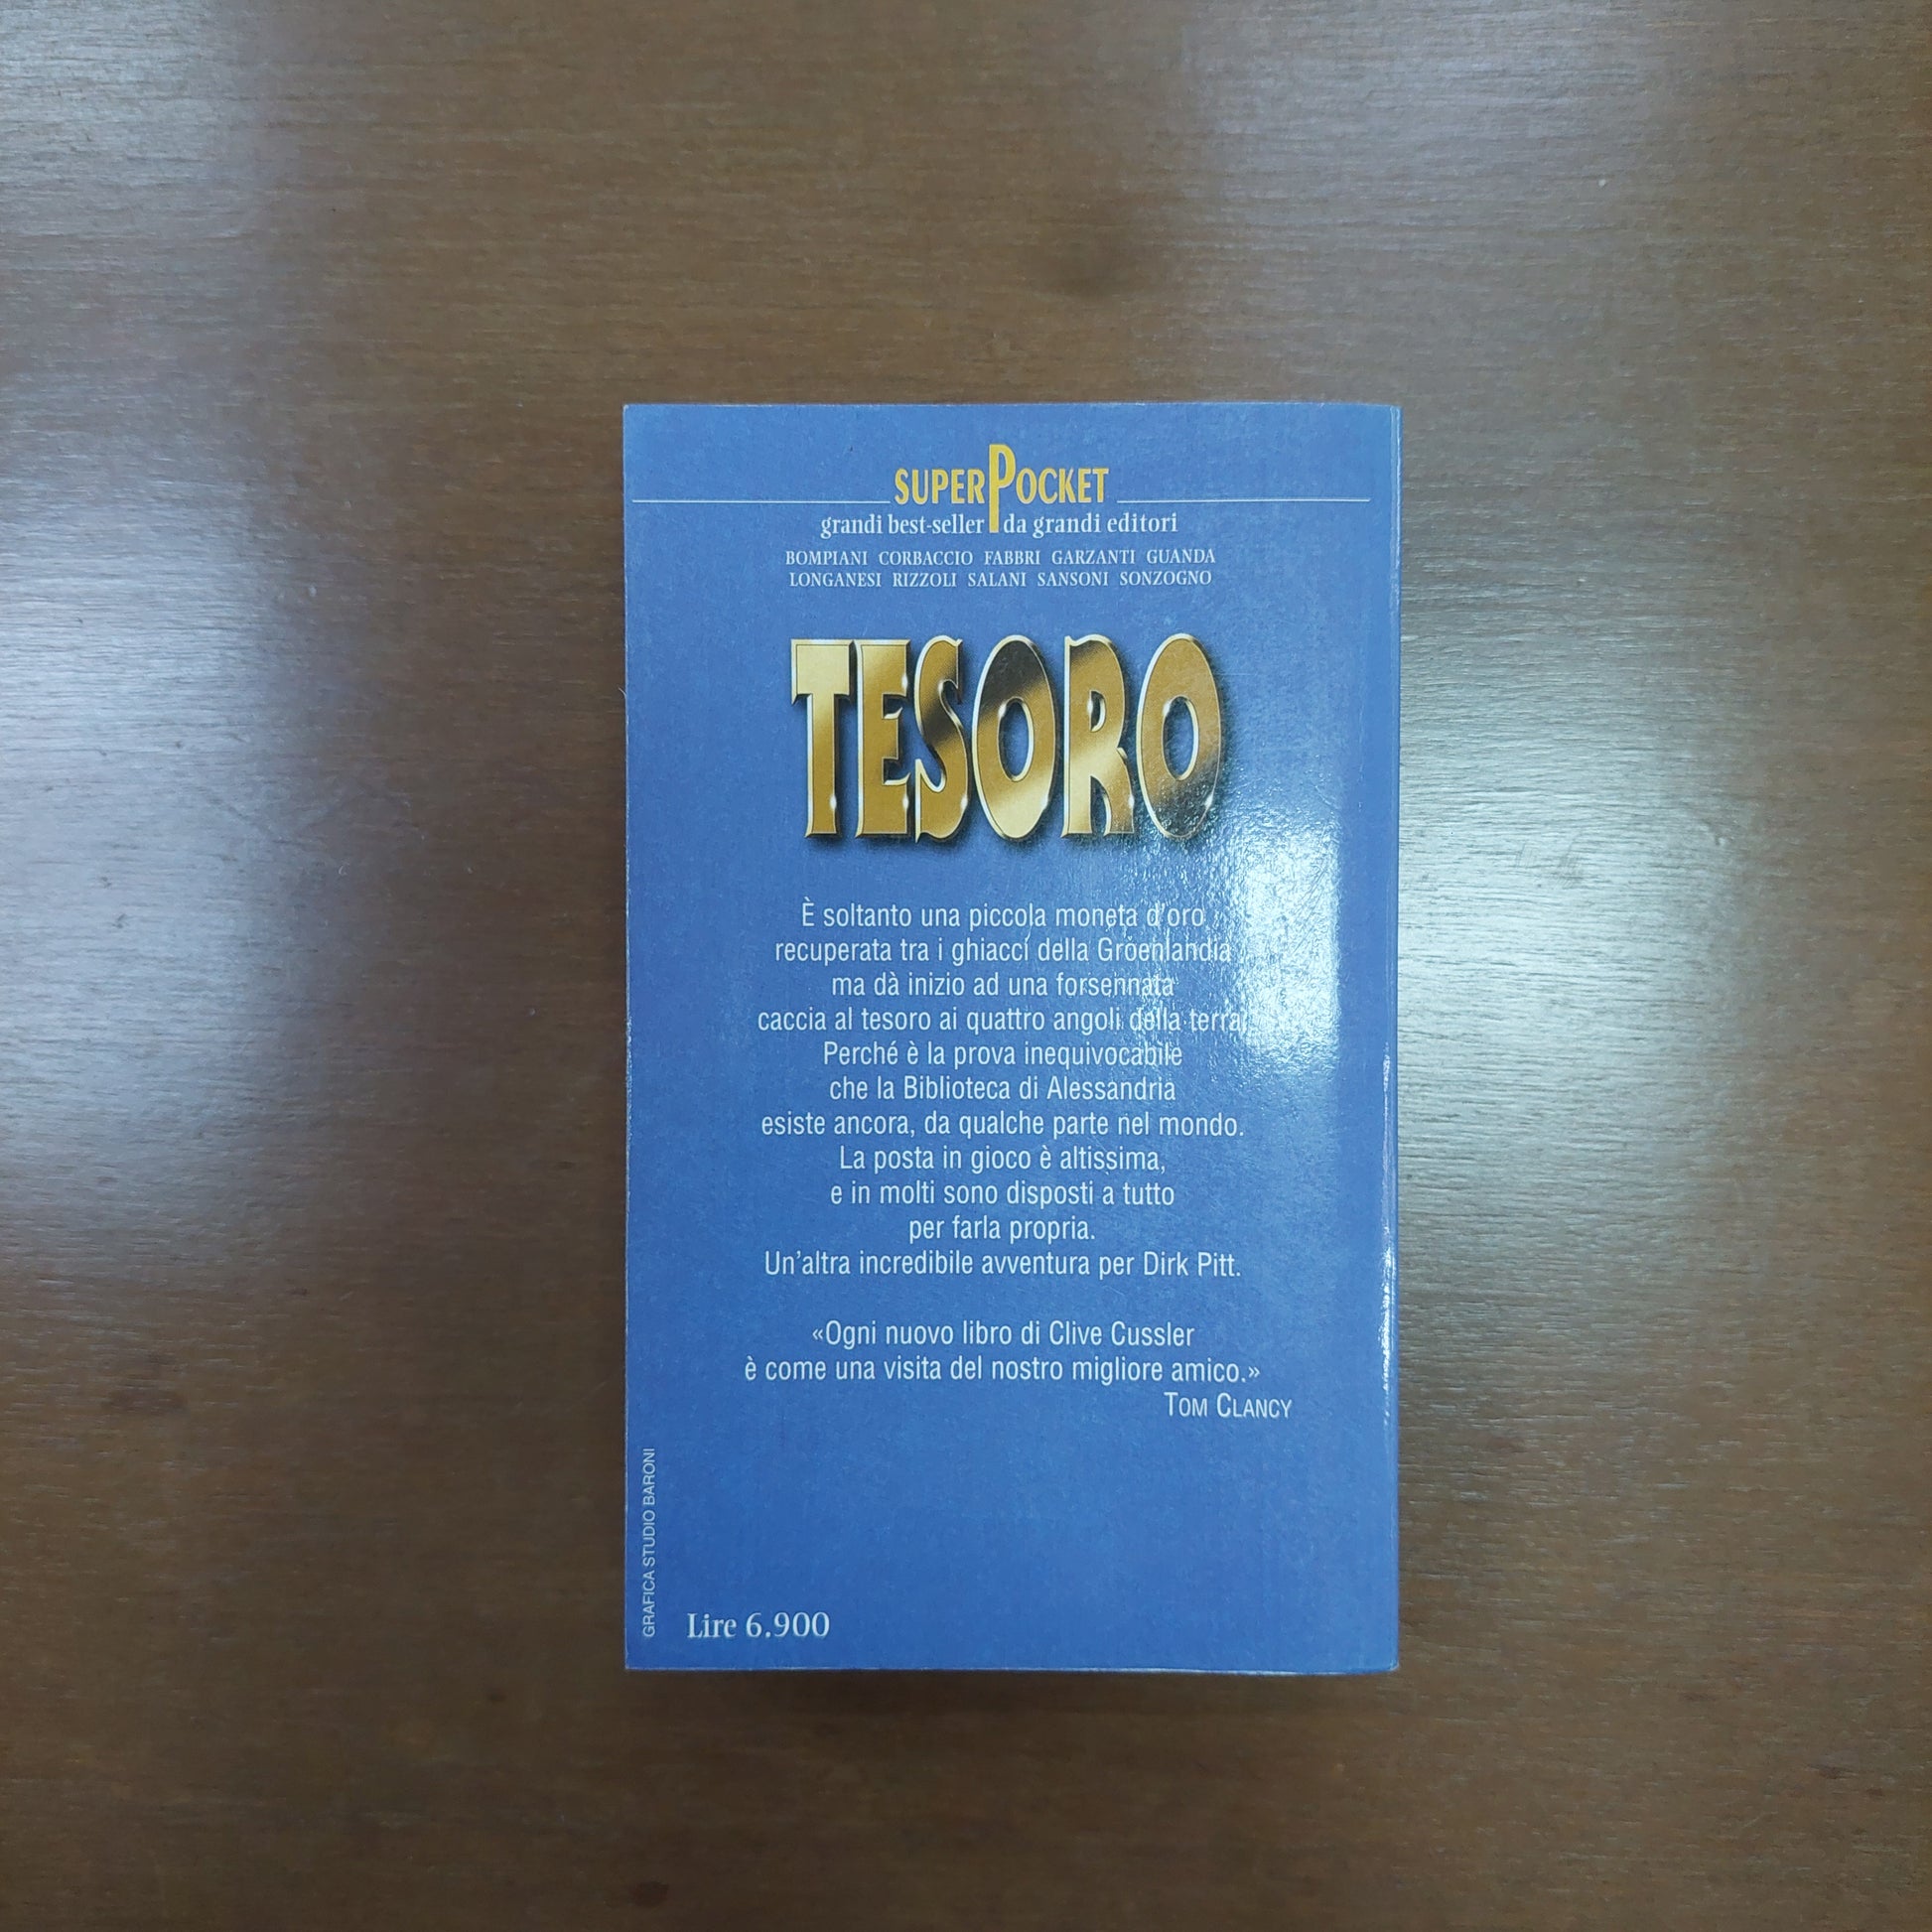 SUPERPOCKET
grandi best-seller da grandi editori
BOMPIANI CORBACCIO FABBRI GARZANTI GUANDA
LONGANESI RIZZOLI SALANI SANSONI SONZOGNO
TESORO
È soltanto una piccola moneta d'oro
recuperata tra i ghiacci della Groenlandia
ma dà inizio ad una forsennata
caccia al tesoro ai quattro angoli della terra.
Perché è la prova inequivocabile
che la Biblioteca di Alessandria
esiste ancora, da qualche parte nel mondo.
La posta in gioco è altissima,
e in molti sono disposti a tutto
per farla propria.
Un'altra incredibile avventura per Dirk Pitt.
«Ogni nuovo libro di Clive Cussler
è come una visita del nostro migliore amico.»
TOM CLANCY
GRAFICA STUDIO BARONI
Lire 6.900